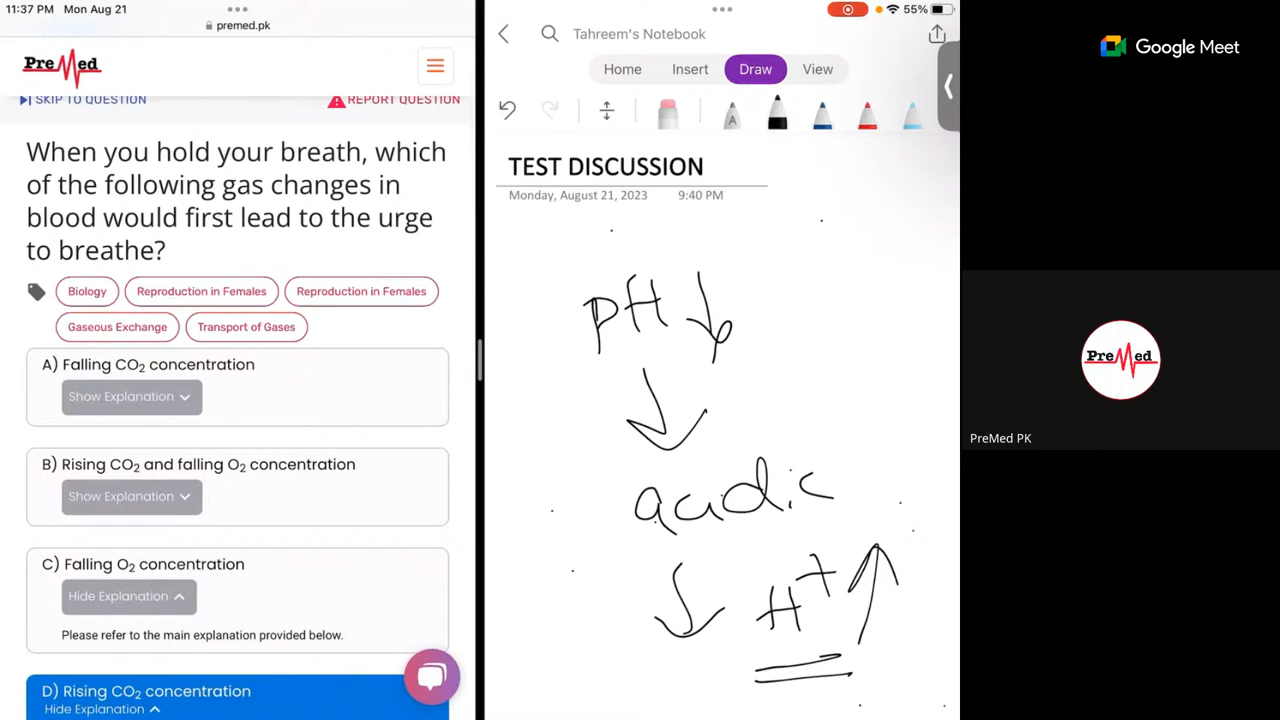 11:37 PM Mon Aug 21
premed.pk
PreMed
SKIP TO QUESTION
REPORT QUESTION
When you hold your breath, which
of the following gas changes in
blood would first lead to the urge
to breathe?
Biology
Reproduction in Females
Reproduction in Females
Gaseous Exchange
Transport of Gases
A) Falling CO₂ concentration
Show Explanation
B) Rising CO₂ and falling O₂ concentration
Show Explanation
C) Falling O₂ concentration
Hide Explanation
Please refer to the main explanation provided below.
D) Rising CO₂ concentration
Hide Explanation
55%
Tahreem's Notebook
Home
Insert
Draw
View
A
TEST DISCUSSION
Monday, August 21, 2023
9:40 PM
pH ↓
↓
acidic
↓ H⁺ ↑
Google Meet
PreMed
PreMed PK